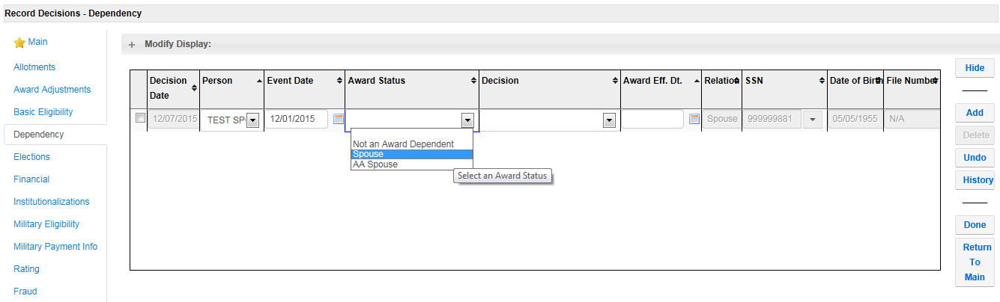 Record Decisions - Dependency
Main
Allotments
Award Adjustments
Basic Eligibility
Dependency
Elections
Financial
Institutionalizations
Military Eligibility
Military Payment Info
Rating
Fraud
+ Modify Display:
Decision Date
Person
Event Date
Award Status
Decision
Award Eff. Dt.
Relation
SSN
Date of Birth
File Number
12/07/2015
TEST SP
12/01/2015
Spouse
999999881
05/05/1955
N/A
Not an Award Dependent
Spouse
AA Spouse
Select an Award Status
Hide
Add
Delete
Undo
History
Done
Return
To
Main